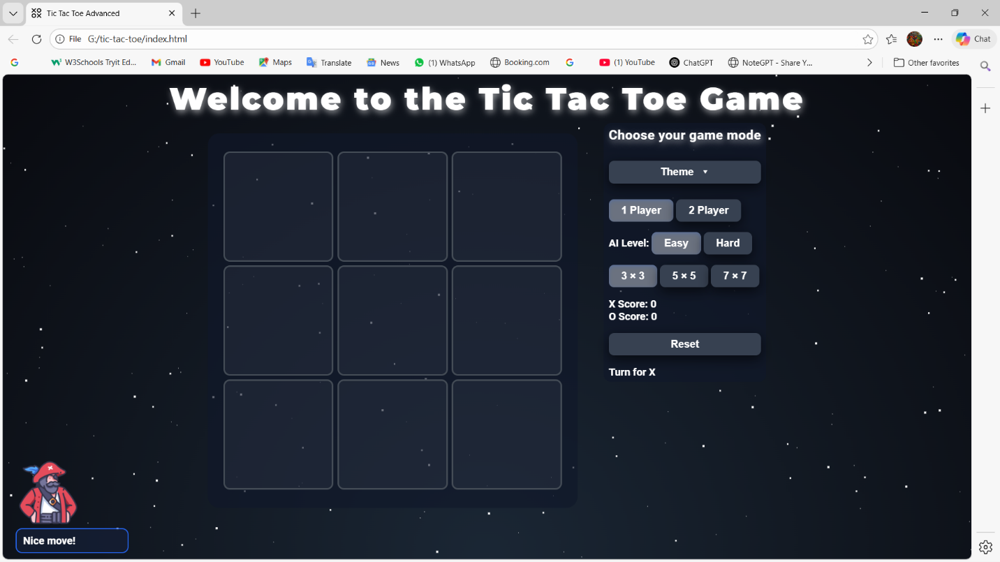 Tic Tac Toe Advanced
File G:/tic-tac-toe/index.html
Chat
W3Schools Tryit Ed...
Gmail
YouTube
Maps
Translate
News
(1) WhatsApp
Booking.com
(1) YouTube
ChatGPT
NoteGPT - Share Y...
Other favorites
Welcome to the Tic Tac Toe Game
Choose your game mode
Theme ▼
1 Player 2 Player
AI Level: Easy Hard
3 × 3 5 × 5 7 × 7
X Score: 0
O Score: 0
Reset
Turn for X
Nice move!